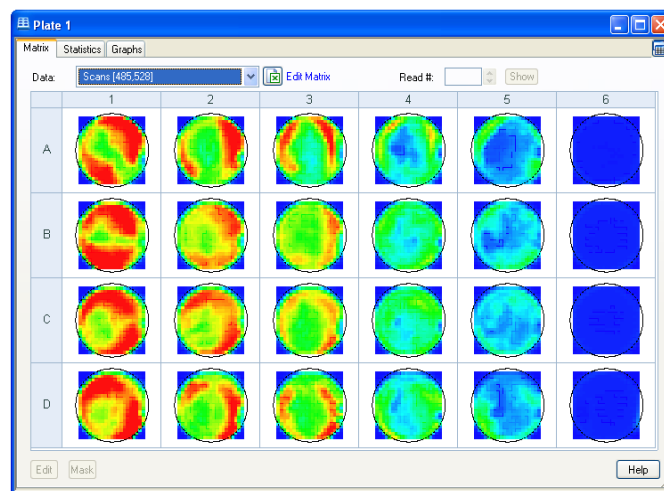 Plate 1
Matrix Statistics Graphs
Data: Scans [485,528] Edit Matrix Read #: Show
1 2 3 4 5 6
A
B
C
D
Edit Mask Help